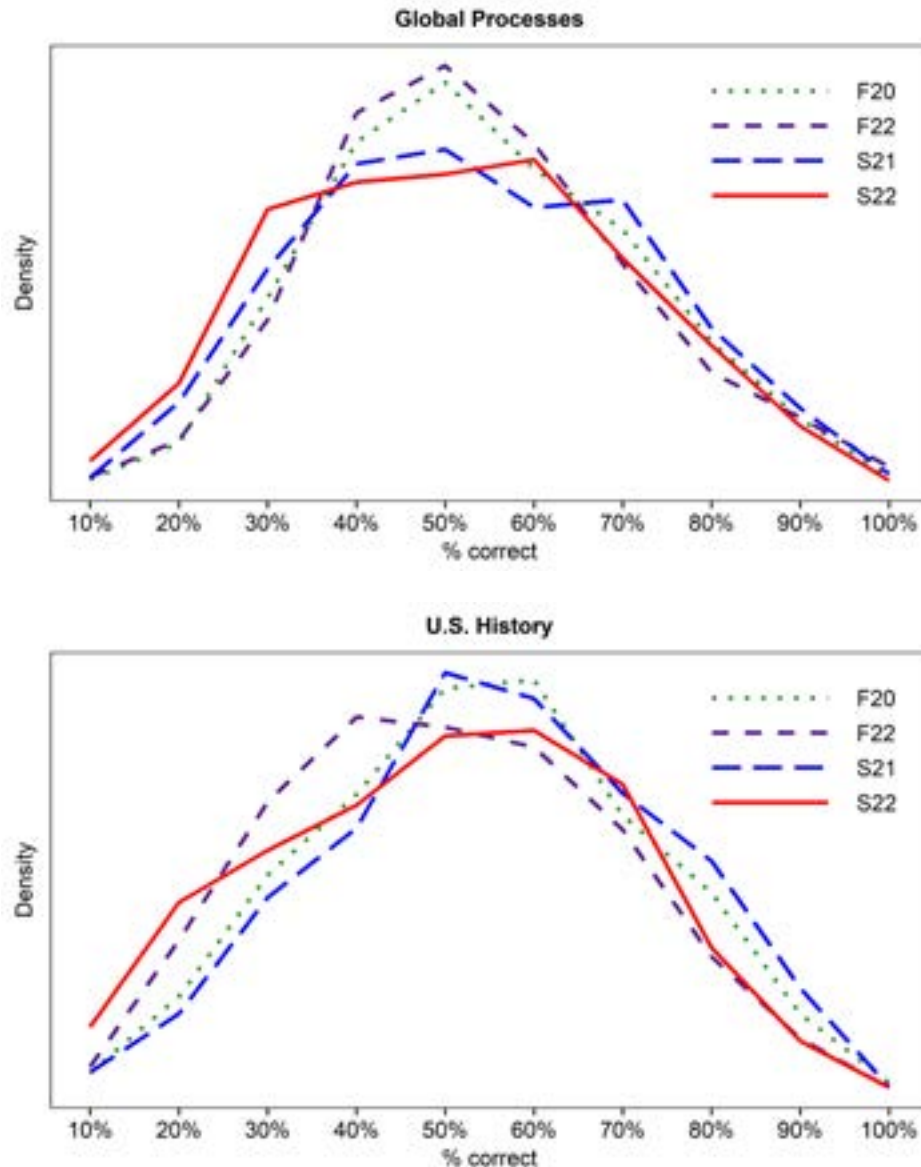 Global Processes
F20
F22
S21
S22
Density
10% 20% 30% 40% 50% 60% 70% 80% 90% 100%
% correct
U.S. History
F20
F22
S21
S22
Density
10% 20% 30% 40% 50% 60% 70% 80% 90% 100%
% correct